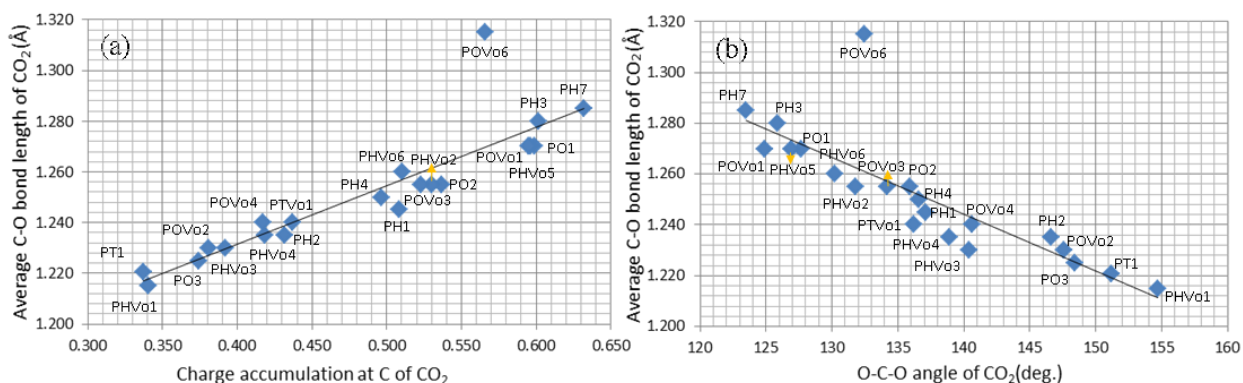 (a)
Average C-O bond length of CO2(Å)
1.320
1.300
1.280
1.260
1.240
1.220
1.200
POVo6
PH7
PH3
PHVo6
PHVo2
POVo1
PO1
PHVo5
PH4
PO2
POVo3
POVo4
PTVo1
PH1
POVo2
PH2
PT1
PHVo4
PHVo3
PO3
PHVo1
0.300
0.350
0.400
0.450
0.500
0.550
0.600
0.650
Charge accumulation at C of CO2
(b)
Average C-O bond length of CO2(Å)
1.320
1.300
1.280
1.260
1.240
1.220
1.200
POVo6
PH7
PH3
PO1
PHVo6
POVo1
PHVo5
POVo3
PO2
PHVo2
PH4
PH1
POVo4
PTVo1
PH2
PHVo4
POVo2
PHVo3
PO3
PT1
PHVo1
120
125
130
135
140
145
150
155
160
O-C-O angle of CO2(deg.)